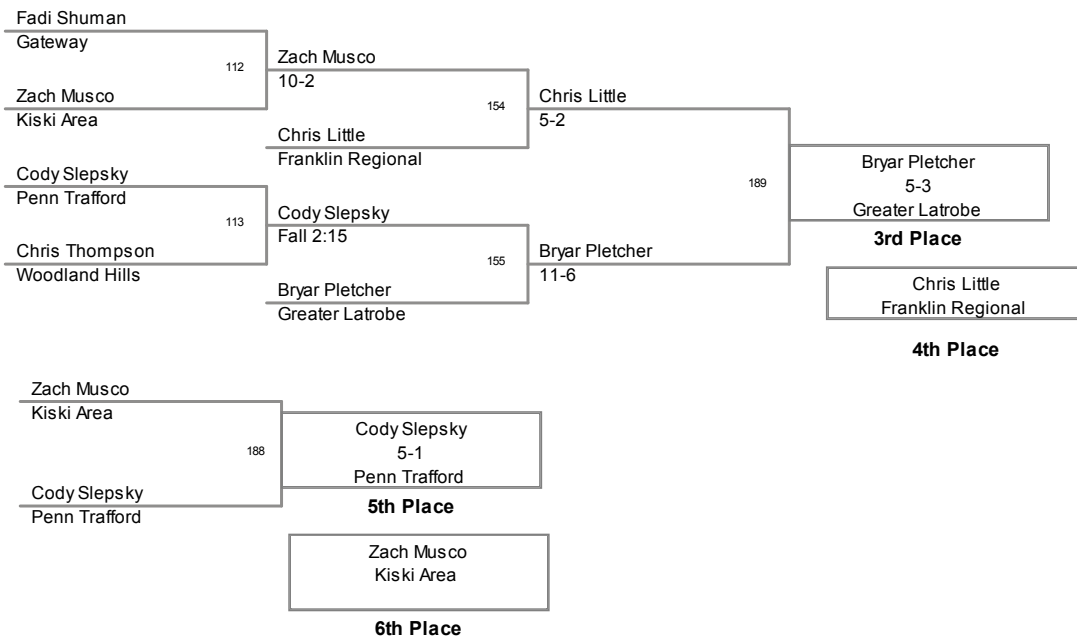 Fadi Shuman
Gateway
112
Zach Musco
Kiski Area
Zach Musco
10-2
154
Chris Little
Franklin Regional
Chris Little
5-2
Cody Slepsky
Penn Trafford
113
Chris Thompson
Woodland Hills
Cody Slepsky
Fall 2:15
155
Bryar Pletcher
Greater Latrobe
Bryar Pletcher
11-6
189
Bryar Pletcher
5-3
Greater Latrobe
3rd Place
Chris Little
Franklin Regional
4th Place
Zach Musco
Kiski Area
188
Cody Slepsky
Penn Trafford
Cody Slepsky
5-1
Penn Trafford
5th Place
Zach Musco
Kiski Area
6th Place